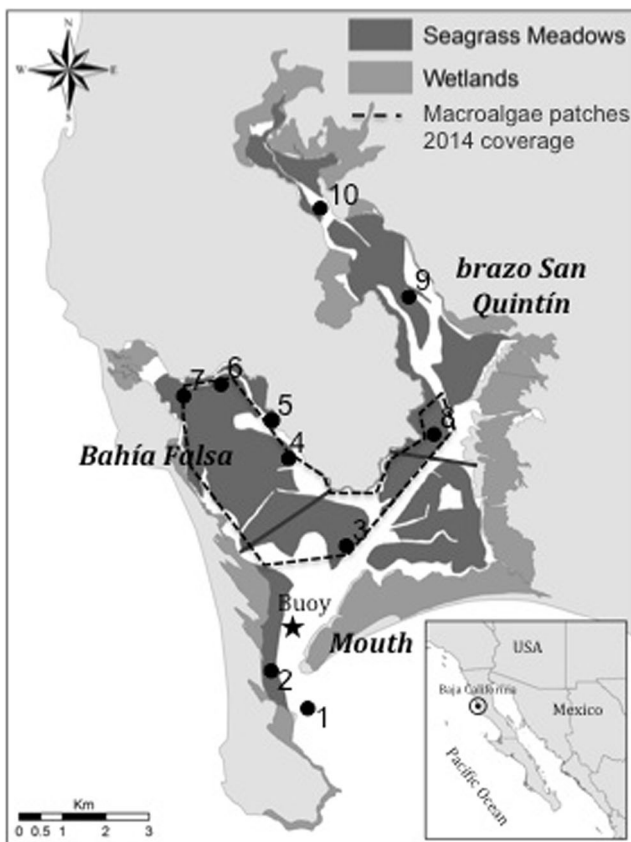 N
W E
S
Seagrass Meadows
Wetlands
Macroalgae patches
2014 coverage
10
brazo San
Quintín
9
7 6
5
8
4
Bahía Falsa
3
Buoy
Mouth
2
1
USA
Baja California
Mexico
Pacific Ocean
Km
0 0.5 1 2 3